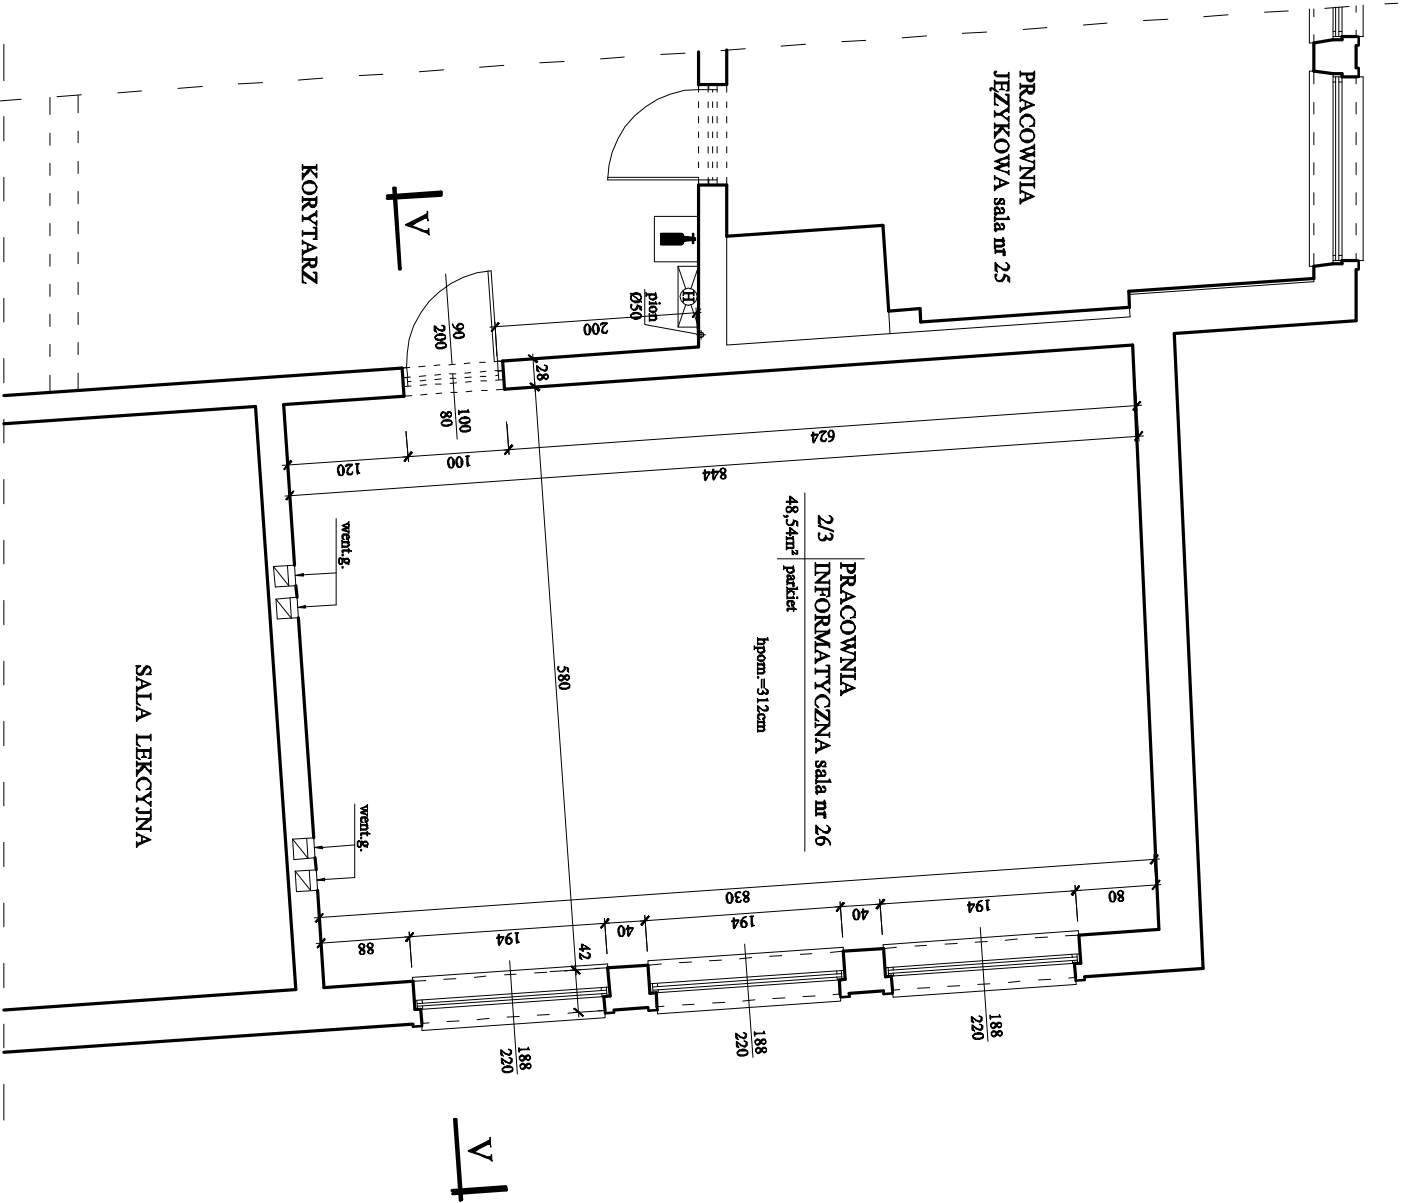 PRACOWNIA
JĘZYKOWA sala nr 25
KORYTARZ
V
H
pion
Ø50
200
90
200
28
100
80
120
100
624
844
2/3
PRACOWNIA
INFORMATYCZNA sala nr 26
48,54m²
parkiet
hpom.=312cm
580
went.g.
went.g.
SALA LEKCYJNA
830
88
194
40
194
40
194
80
42
188
220
188
220
188
220
V